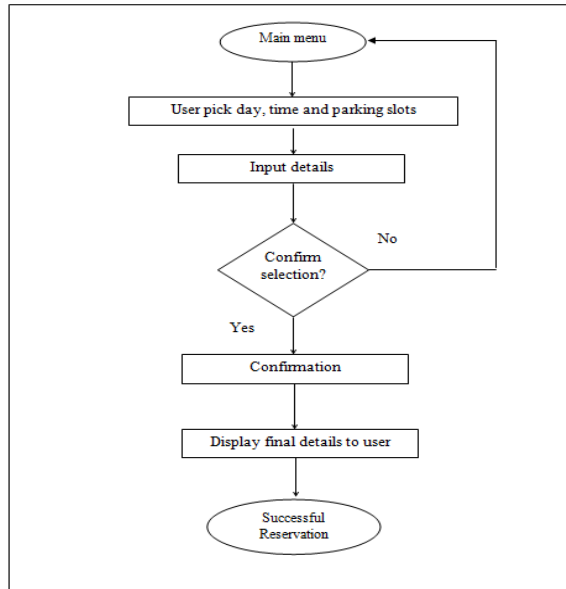 Main menu
User pick day, time and parking slots
Input details
No
Confirm
selection?
Yes
Confirmation
Display final details to user
Successful
Reservation